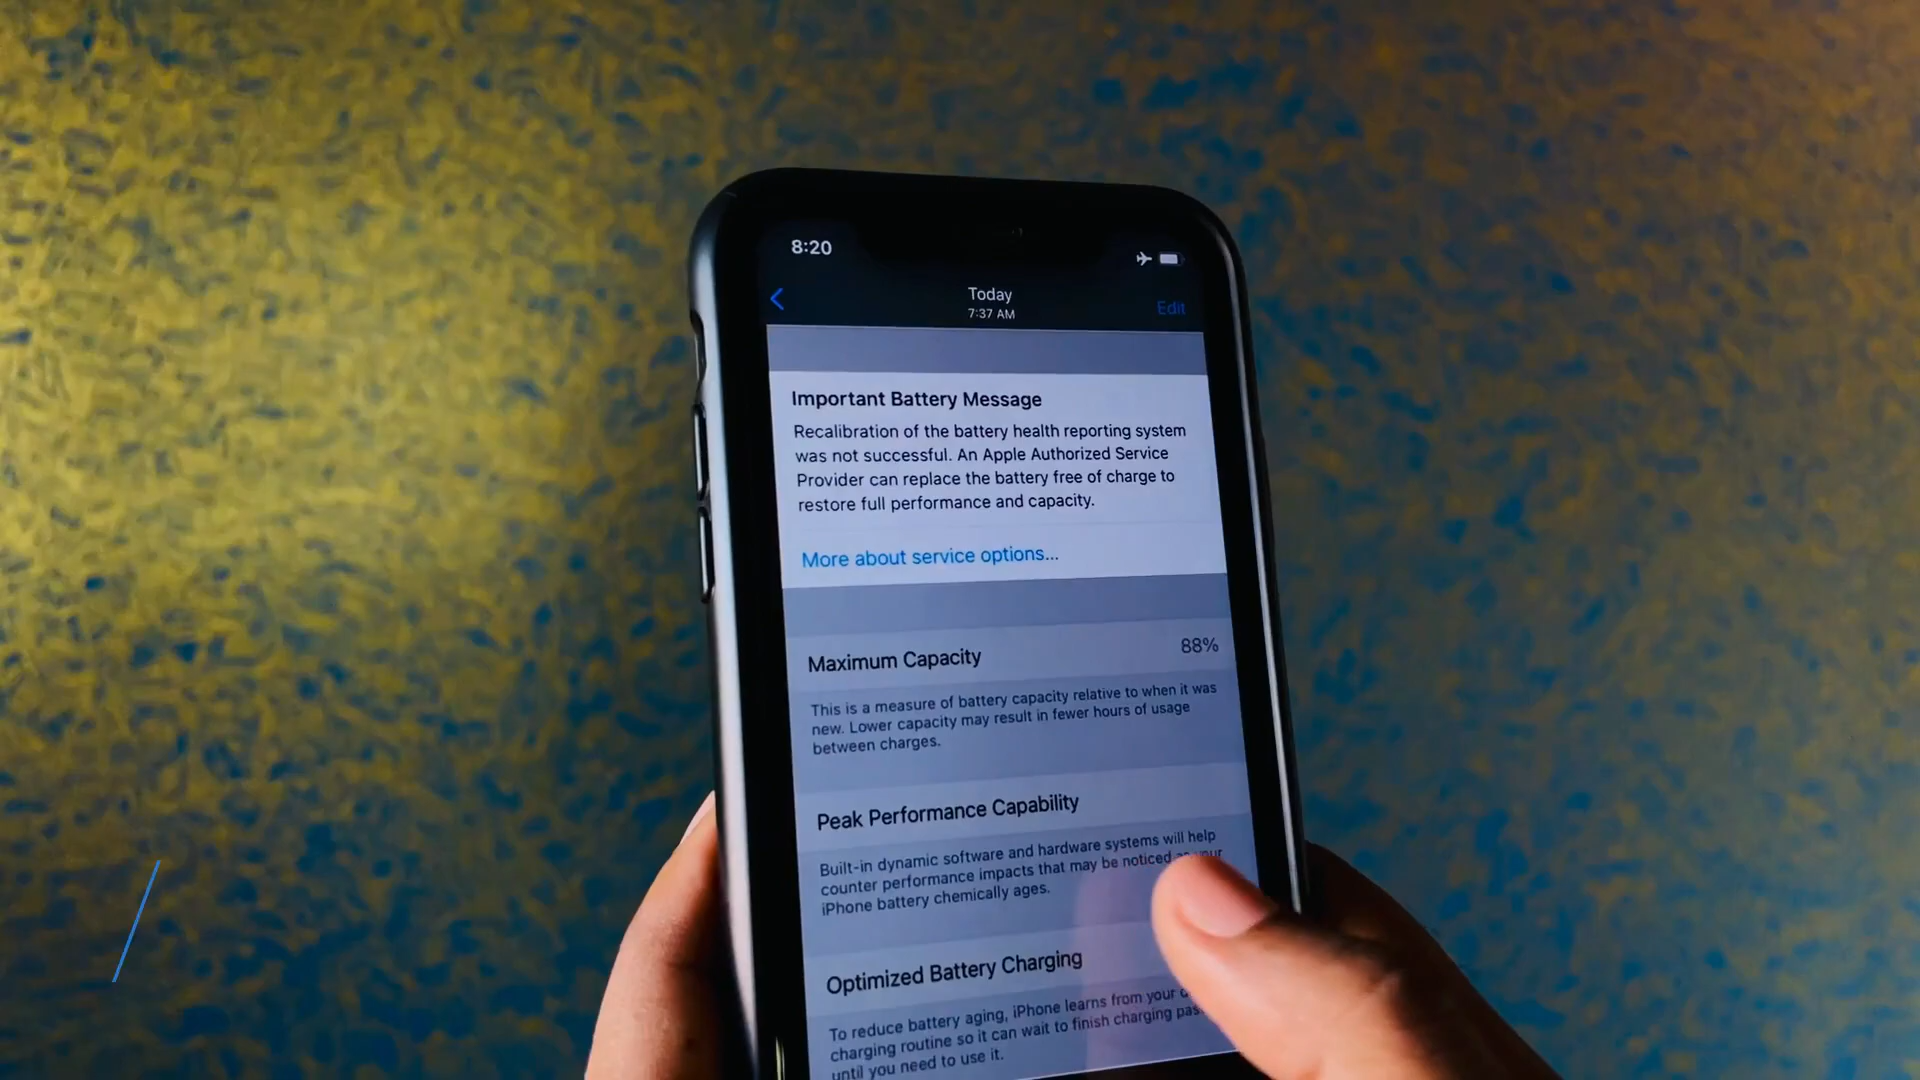 8:20
Today
7:37 AM
Edit
Important Battery Message
Recalibration of the battery health reporting system
was not successful. An Apple Authorized Service
Provider can replace the battery free of charge to
restore full performance and capacity.
More about service options...
Maximum Capacity 88%
This is a measure of battery capacity relative to when it was
new. Lower capacity may result in fewer hours of usage
between charges.
Peak Performance Capability
Built-in dynamic software and hardware systems will help
counter performance impacts that may be noticed
iPhone battery chemically ages.
Optimized Battery Charging
To reduce battery aging, iPhone learns from your
charging routine so it can wait to finish charging
until you need to use it.